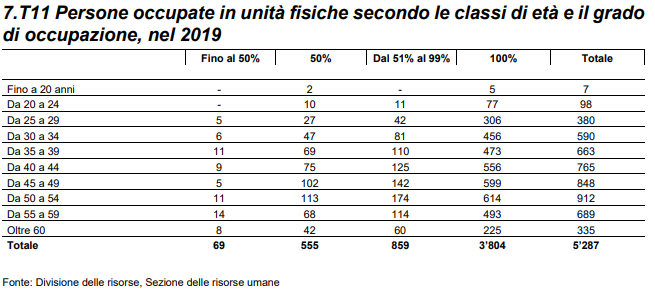 7.T11 Persone occupate in unità fisiche secondo le classi di età e il grado
di occupazione, nel 2019
Fino al 50% 50% Dal 51% al 99% 100% Totale
Fino a 20 anni - 2 - 5 7
Da 20 a 24 - 10 11 77 98
Da 25 a 29 5 27 42 306 380
Da 30 a 34 6 47 81 456 590
Da 35 a 39 11 69 110 473 663
Da 40 a 44 9 75 125 556 765
Da 45 a 49 5 102 142 599 848
Da 50 a 54 11 113 174 614 912
Da 55 a 59 14 68 114 493 689
Oltre 60 8 42 60 225 335
Totale 69 555 859 3'804 5'287
Fonte: Divisione delle risorse, Sezione delle risorse umane